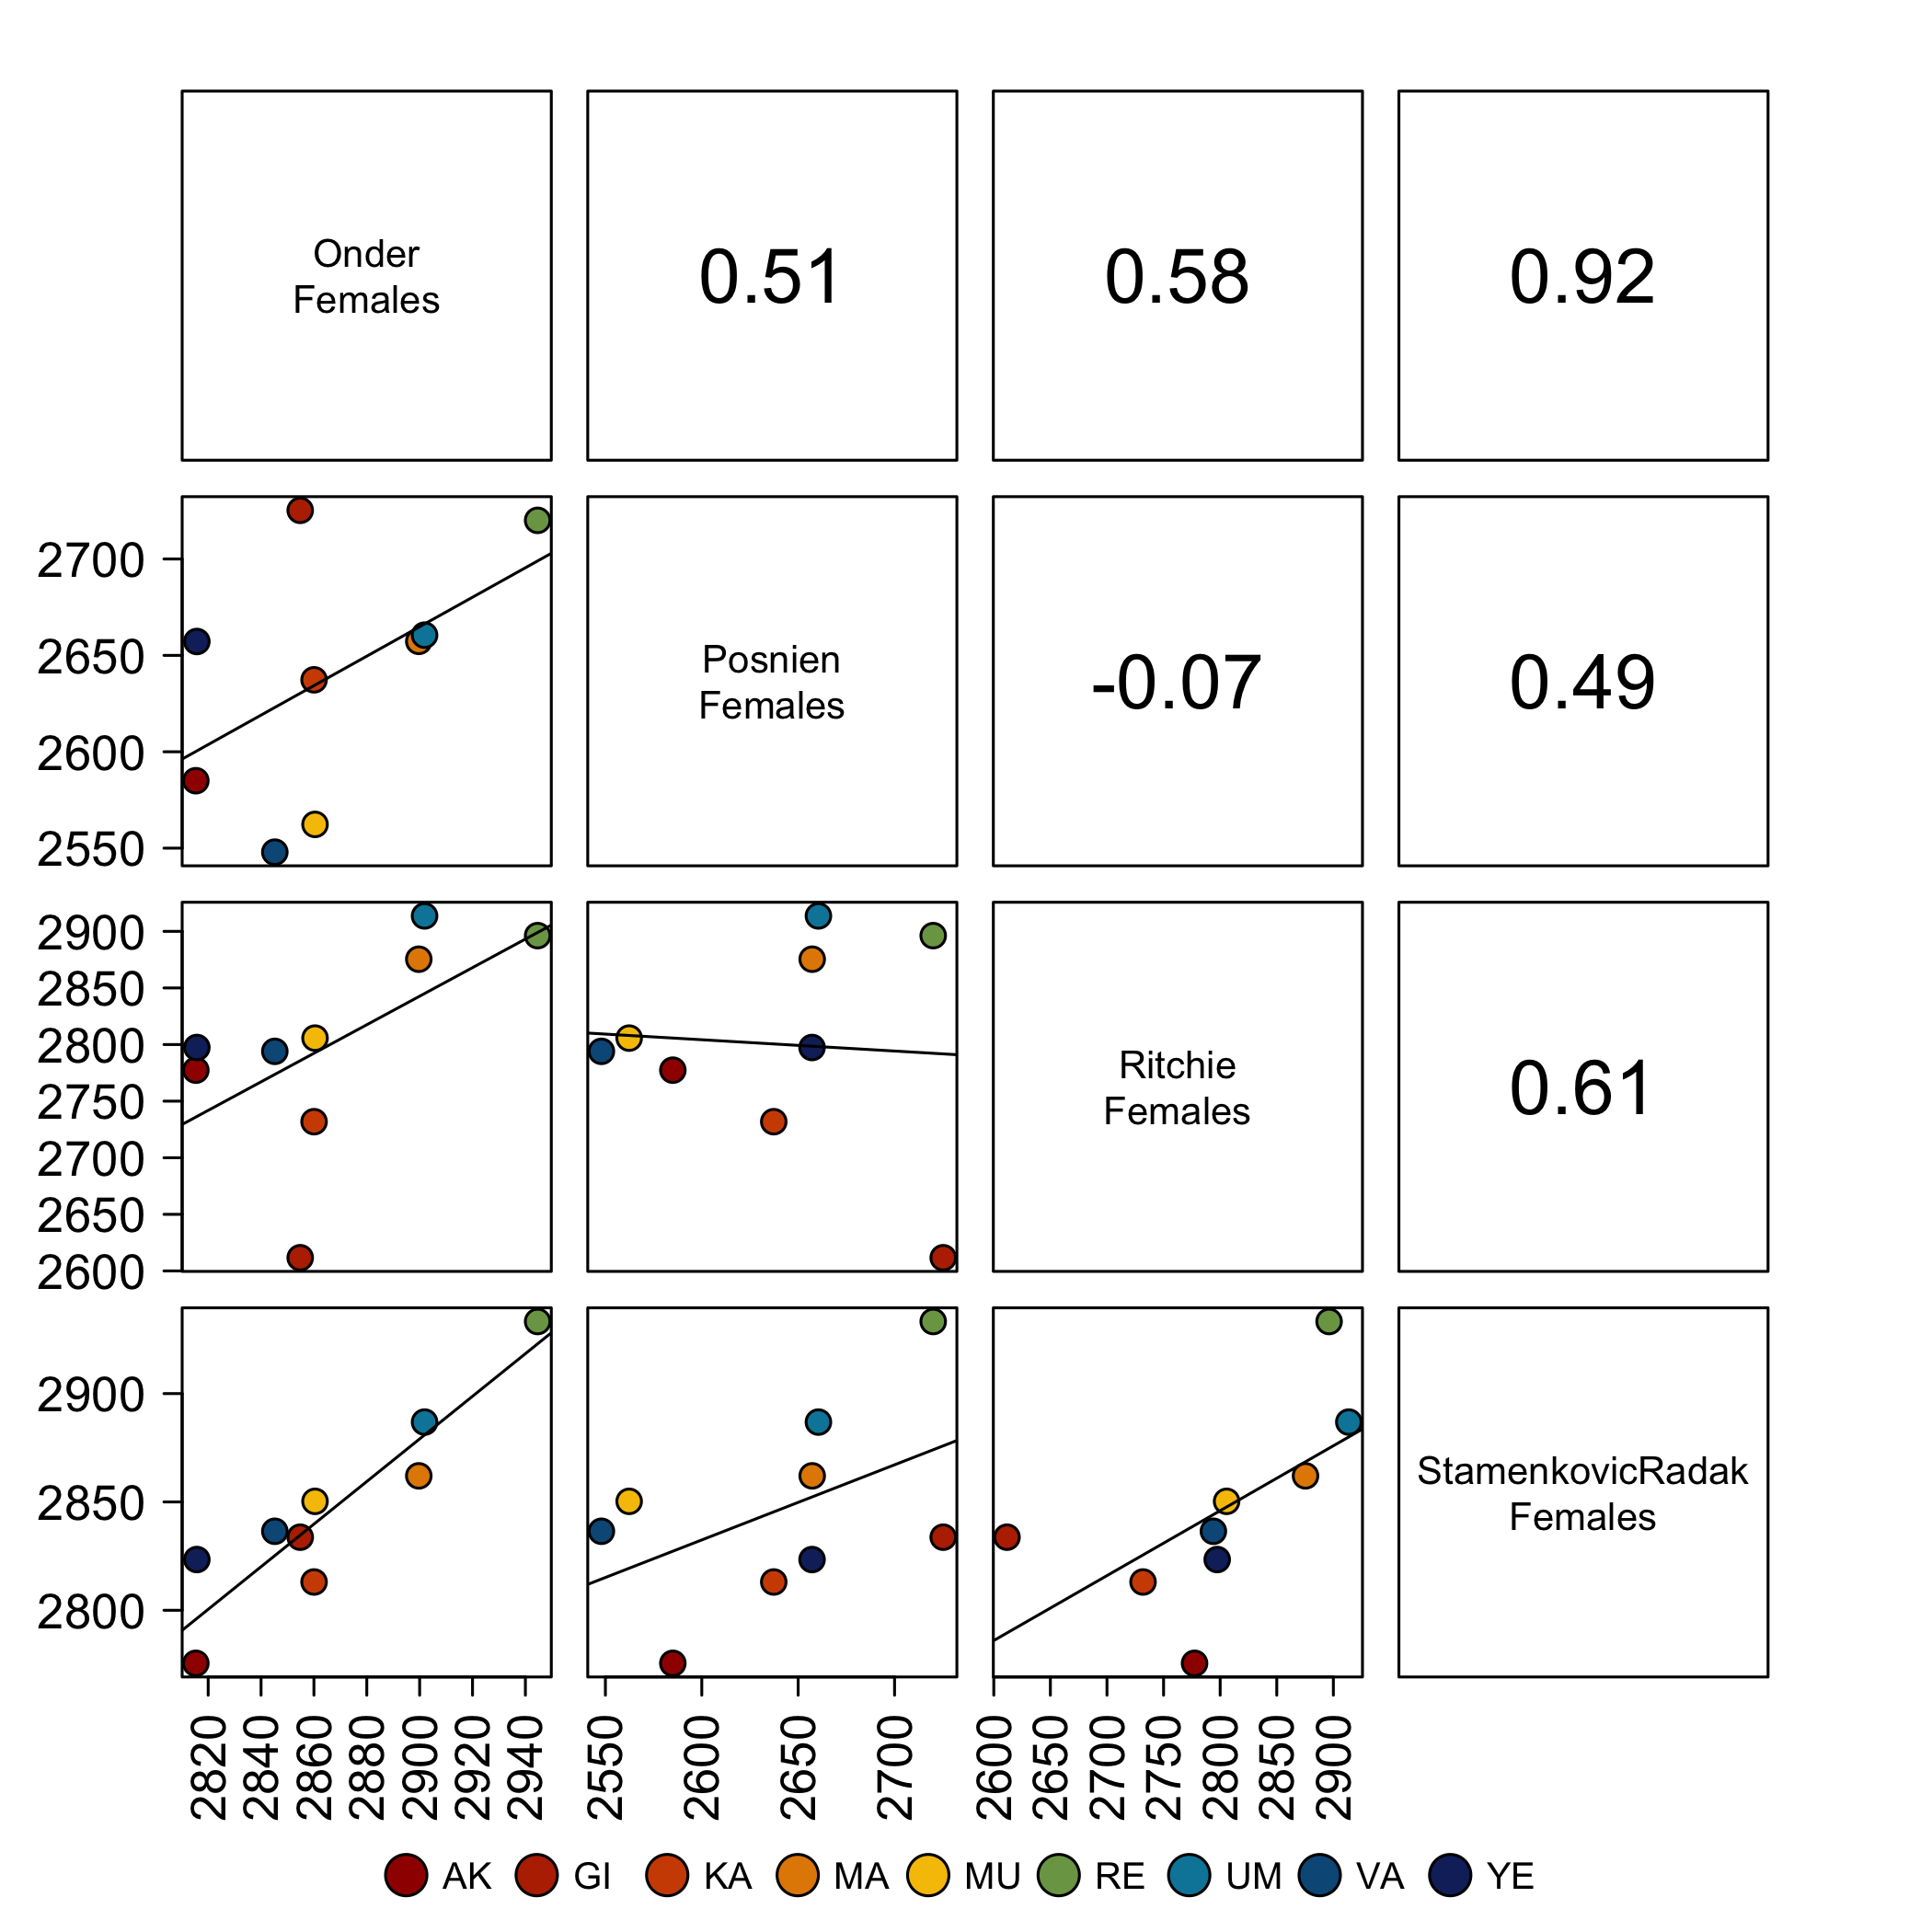 Onder
Females
0.51
0.58
0.92
2700
2650
2600
2550
Posnien
Females
-0.07
0.49
2900
2850
2800
2750
2700
2650
2600
Ritchie
Females
0.61
2900
2850
2800
StamenkovicRadak
Females
2820 2840 2860 2880 2900 2920 2940
2550 2600 2650 2700
2600 2650 2700 2750 2800 2850 2900
AK GI KA MA MU RE UM VA YE